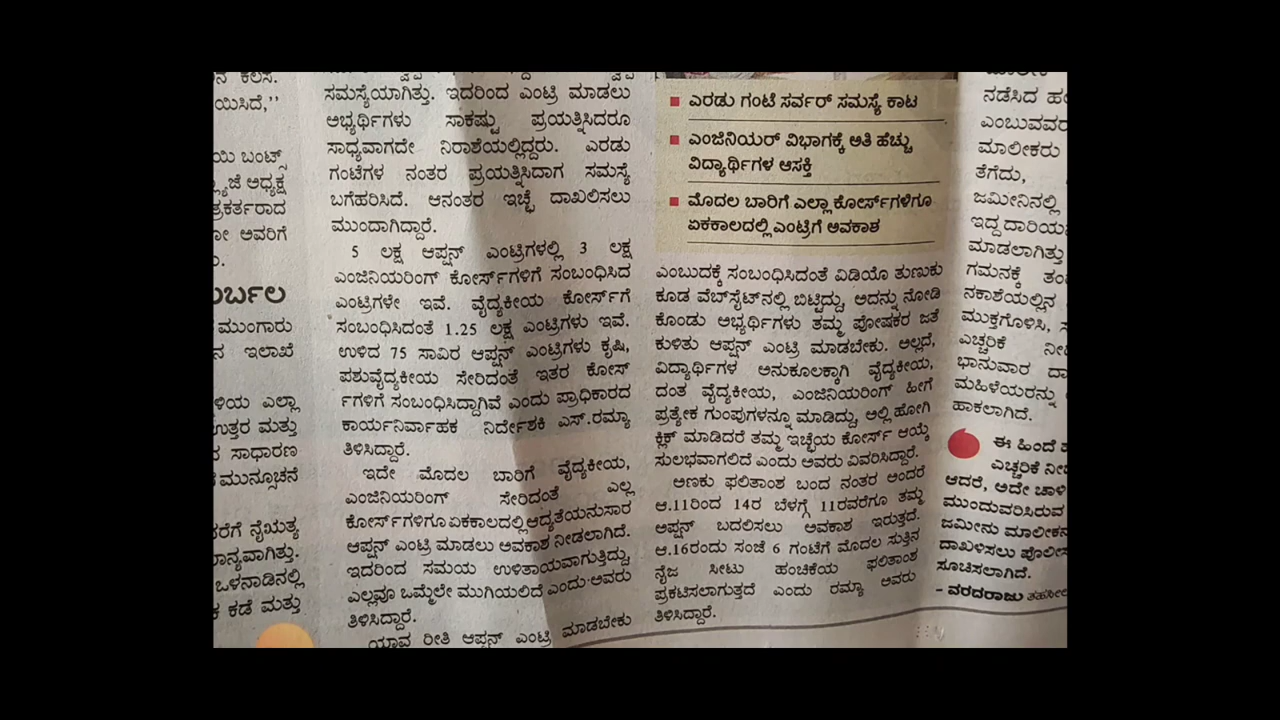 ನ ಕೆಲಸ.
ಯಿಸಿದೆ,’’
ಯಿ ಬಂಟ್ಸ್
ಅಧ್ಯಕ್ಷ
ತ್ರಕರ್ತರಾದ
ಅವರಿಗೆ
ರ್ಬಲ
ಮುಂಗಾರು
ನ ಇಲಾಖೆ
ಳಿಯ ಎಲ್ಲಾ
ಉತ್ತರ ಮತ್ತು
ಸಾಧಾರಣ
ಮುನ್ಸೂಚನೆ
ರೆಗೆ ನೈಋತ್ಯ
ಮಾನ್ಯವಾಗಿತ್ತು.
ಒಳನಾಡಿನಲ್ಲಿ
ಕಡೆ ಮತ್ತು
ಸಮಸ್ಯೆಯಾಗಿತ್ತು. ಇದರಿಂದ ಎಂಟ್ರಿ ಮಾಡಲು
ಅಭ್ಯರ್ಥಿಗಳು ಸಾಕಷ್ಟು ಪ್ರಯತ್ನಿಸಿದರೂ
ಸಾಧ್ಯವಾಗದೇ ನಿರಾಶೆಯಲ್ಲಿದ್ದರು. ಎರಡು
ಗಂಟೆಗಳ ನಂತರ ಪ್ರಯತ್ನಿಸಿದಾಗ ಸಮಸ್ಯೆ
ಬಗೆಹರಿಸಿದೆ. ಆನಂತರ ಇಚ್ಛೆ ದಾಖಲಿಸಲು
ಮುಂದಾಗಿದ್ದಾರೆ.
5 ಲಕ್ಷ ಆಪ್ಷನ್ ಎಂಟ್ರಿಗಳಲ್ಲಿ 3 ಲಕ್ಷ
ಎಂಜಿನಿಯರಿಂಗ್ ಕೋರ್ಸ್‌ಗಳಿಗೆ ಸಂಬಂಧಿಸಿದ
ಎಂಟ್ರಿಗಳೇ ಇವೆ. ವೈದ್ಯಕೀಯ ಕೋರ್ಸ್‌ಗೆ
ಸಂಬಂಧಿಸಿದಂತೆ 1.25 ಲಕ್ಷ ಎಂಟ್ರಿಗಳು ಇವೆ.
ಉಳಿದ 75 ಸಾವಿರ ಆಪ್ಷನ್ ಎಂಟ್ರಿಗಳು ಕೃಷಿ,
ಪಶುವೈದ್ಯಕೀಯ ಸೇರಿದಂತೆ ಇತರ ಕೋಸ್
ರ್ಗಳಿಗೆ ಸಂಬಂಧಿಸಿದ್ದಾಗಿವೆ ಎಂದು ಪ್ರಾಧಿಕಾರದ
ಕಾರ್ಯನಿರ್ವಾಹಕ ನಿರ್ದೇಶಕಿ ಎಸ್.ರಮ್ಯಾ
ತಿಳಿಸಿದ್ದಾರೆ.
ಇದೇ ಮೊದಲ ಬಾರಿಗೆ ವೈದ್ಯಕೀಯ,
ಎಂಜಿನಿಯರಿಂಗ್ ಸೇರಿದಂತೆ ಎಲ್ಲ
ಕೋರ್ಸ್‌ಗಳಿಗೂ ಏಕಕಾಲದಲ್ಲಿ ಆದ್ಯತೆಯನುಸಾರ
ಆಪ್ಷನ್ ಎಂಟ್ರಿ ಮಾಡಲು ಅವಕಾಶ ನೀಡಲಾಗಿದೆ.
ಇದರಿಂದ ಸಮಯ ಉಳಿತಾಯವಾಗುತ್ತಿದ್ದು,
ಎಲ್ಲವೂ ಒಮ್ಮೆಲೇ ಮುಗಿಯಲಿದೆ ಎಂದು ಅವರು
ತಿಳಿಸಿದ್ದಾರೆ.
ಯಾವ ರೀತಿ ಆಪ್ಷನ್ ಎಂಟ್ರಿ ಮಾಡಬೇಕು
ಎರಡು ಗಂಟೆ ಸರ್ವರ್ ಸಮಸ್ಯೆ ಕಾಟ
ಎಂಜಿನಿಯರ್ ವಿಭಾಗಕ್ಕೆ ಅತಿ ಹೆಚ್ಚು
ವಿದ್ಯಾರ್ಥಿಗಳ ಆಸಕ್ತಿ
ಮೊದಲ ಬಾರಿಗೆ ಎಲ್ಲಾ ಕೋರ್ಸ್‌ಗಳಿಗೂ
ಏಕಕಾಲದಲ್ಲಿ ಎಂಟ್ರಿಗೆ ಅವಕಾಶ
ಎಂಬುದಕ್ಕೆ ಸಂಬಂಧಿಸಿದಂತೆ ವಿಡಿಯೊ ತುಣುಕು
ಕೂಡ ವೆಬ್‌ಸೈಟ್‌ನಲ್ಲಿ ಬಿಟ್ಟಿದ್ದು, ಅದನ್ನು ನೋಡಿ
ಕೊಂಡು ಅಭ್ಯರ್ಥಿಗಳು ತಮ್ಮ ಪೋಷಕರ ಜತೆ
ಕುಳಿತು ಆಪ್ಷನ್ ಎಂಟ್ರಿ ಮಾಡಬೇಕು. ಅಲ್ಲದೆ,
ವಿದ್ಯಾರ್ಥಿಗಳ ಅನುಕೂಲಕ್ಕಾಗಿ ವೈದ್ಯಕೀಯ,
ದಂತ ವೈದ್ಯಕೀಯ, ಎಂಜಿನಿಯರಿಂಗ್ ಹೀಗೆ
ಪ್ರತ್ಯೇಕ ಗುಂಪುಗಳನ್ನೂ ಮಾಡಿದ್ದು, ಅಲ್ಲಿ ಹೋಗಿ
ಕ್ಲಿಕ್ ಮಾಡಿದರೆ ತಮ್ಮ ಇಚ್ಛೆಯ ಕೋರ್ಸ್ ಆಯ್ಕೆ
ಸುಲಭವಾಗಲಿದೆ ಎಂದು ಅವರು ವಿವರಿಸಿದ್ದಾರೆ.
ಅಣಕು ಫಲಿತಾಂಶ ಬಂದ ನಂತರ ಅಂದರೆ
ಆ.11ರಿಂದ 14ರ ಬೆಳಗ್ಗೆ 11ರವರೆಗೂ ತಮ್ಮ
ಆಪ್ಷನ್ ಬದಲಿಸಲು ಅವಕಾಶ ಇರುತ್ತದೆ.
ಆ.16ರಂದು ಸಂಜೆ 6 ಗಂಟೆಗೆ ಮೊದಲ ಸುತ್ತಿನ
ನೈಜ ಸೀಟು ಹಂಚಿಕೆಯ ಫಲಿತಾಂಶ
ಪ್ರಕಟಿಸಲಾಗುತ್ತದೆ ಎಂದು ರಮ್ಯಾ ಅವರು
ತಿಳಿಸಿದ್ದಾರೆ.
ನಡೆಸಿದ
ಎಂಬುವವರ
ಮಾಲೀಕರು
ತೆಗೆದು,
ಜಮೀನಿನಲ್ಲಿ
ಇದ್ದ ದಾರಿಯ
ಮಾಡಲಾಗಿತ್ತು
ಗಮನಕ್ಕೆ ತಂ
ನಕಾಶೆಯಲ್ಲಿನ
ಮುಕ್ತಗೊಳಿಸಿ,
ಎಚ್ಚರಿಕೆ ನೀ
ಭಾನುವಾರ ದಾ
ಮಹಿಳೆಯರನ್ನು
ಹಾಕಲಾಗಿದೆ.
ಈ ಹಿಂದೆ
ಎಚ್ಚರಿಕೆ ನೀ
ಆದರೆ, ಅದೇ ಚಾಳಿ
ಮುಂದುವರಿಸಿರುವ
ಜಮೀನು ಮಾಲೀಕನ
ದಾಖಳಿಸಲು ಪೊಲೀಸ
ಸೂಚಿಸಲಾಗಿದೆ.
- ವರದರಾಜು